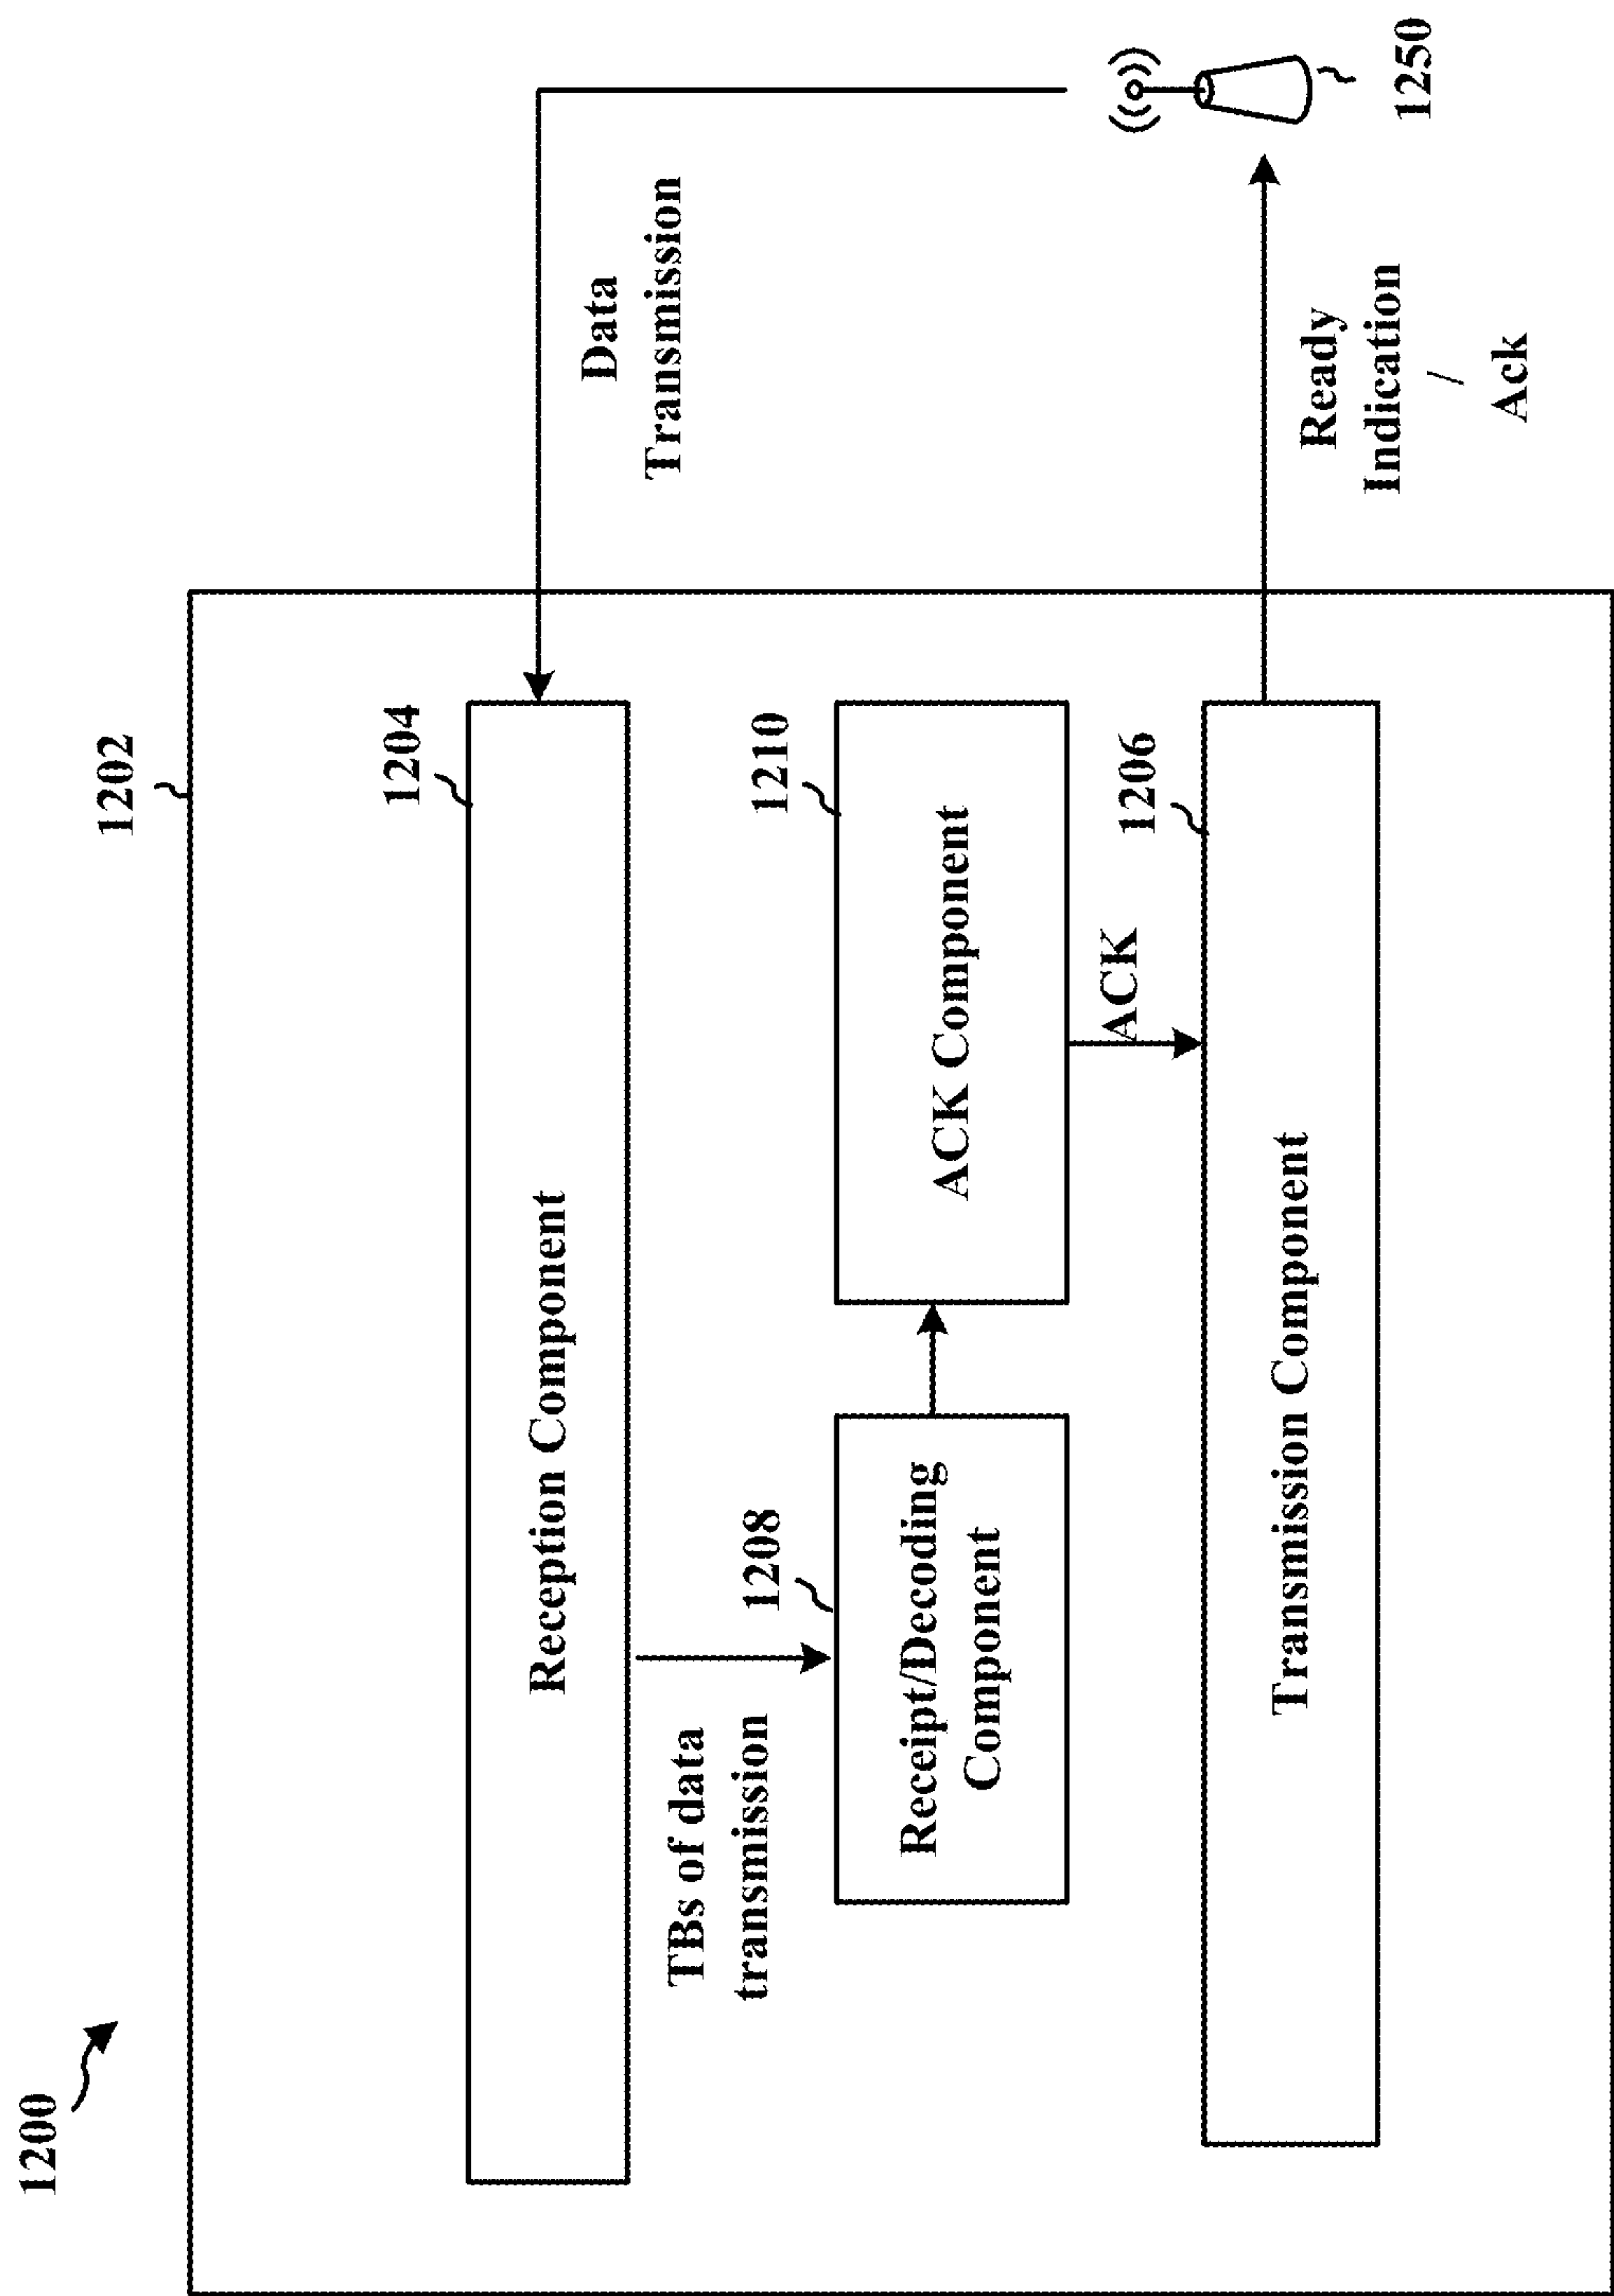 1200
1202
1204
Reception Component
Data
Transmission
TBs of data
transmission
1208
Receipt/Decoding
Component
1210
ACK Component
ACK
1206
Transmission Component
Ready
Indication
/
Ack
1250